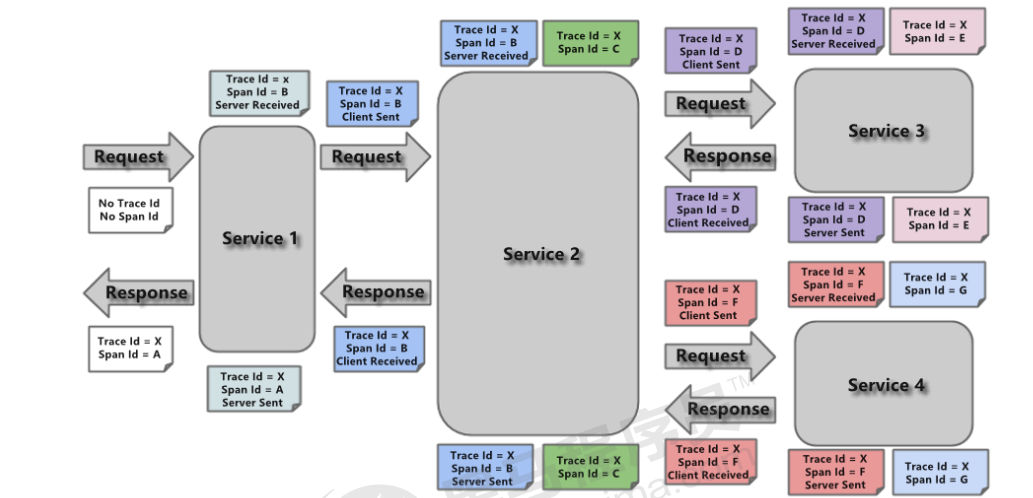 Trace Id = X
Span Id = B
Server Received
Trace Id = X
Span Id = C
Trace Id = X
Span Id = D
Client Sent
Trace Id = X
Span Id = D
Server Received
Trace Id = X
Span Id = E
Trace Id = x
Span Id = B
Server Received
Trace Id = X
Span Id = B
Client Sent
Request
Request
Request
Response
Service 3
No Trace Id
No Span Id
Service 1
Service 2
Trace Id = X
Span Id = D
Client Received
Trace Id = X
Span Id = D
Server Sent
Trace Id = X
Span Id = E
Response
Response
Trace Id = X
Span Id = F
Client Sent
Trace Id = X
Span Id = F
Server Received
Trace Id = X
Span Id = G
Trace Id = X
Span Id = A
Trace Id = X
Span Id = B
Client Received
Request
Response
Service 4
Trace Id = X
Span Id = A
Server Sent
Trace Id = X
Span Id = B
Server Sent
Trace Id = X
Span Id = C
Trace Id = X
Span Id = F
Client Received
Trace Id = X
Span Id = F
Server Sent
Trace Id = X
Span Id = G
TM